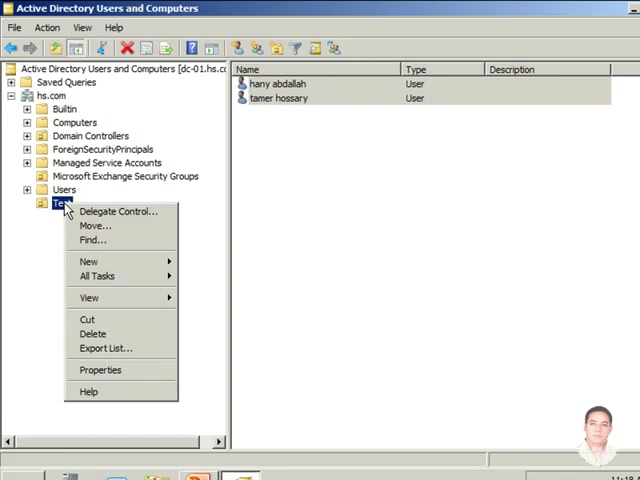 Active Directory Users and Computers
File Action View Help
Active Directory Users and Computers [dc-01.hs.co
Saved Queries
hs.com
Builtin
Computers
Domain Controllers
ForeignSecurityPrincipals
Managed Service Accounts
Microsoft Exchange Security Groups
Users
Name Type Description
hany abdallah User
tamer hossary User
Delegate Control...
Move...
Find...
New
All Tasks
View
Cut
Delete
Export List...
Properties
Help